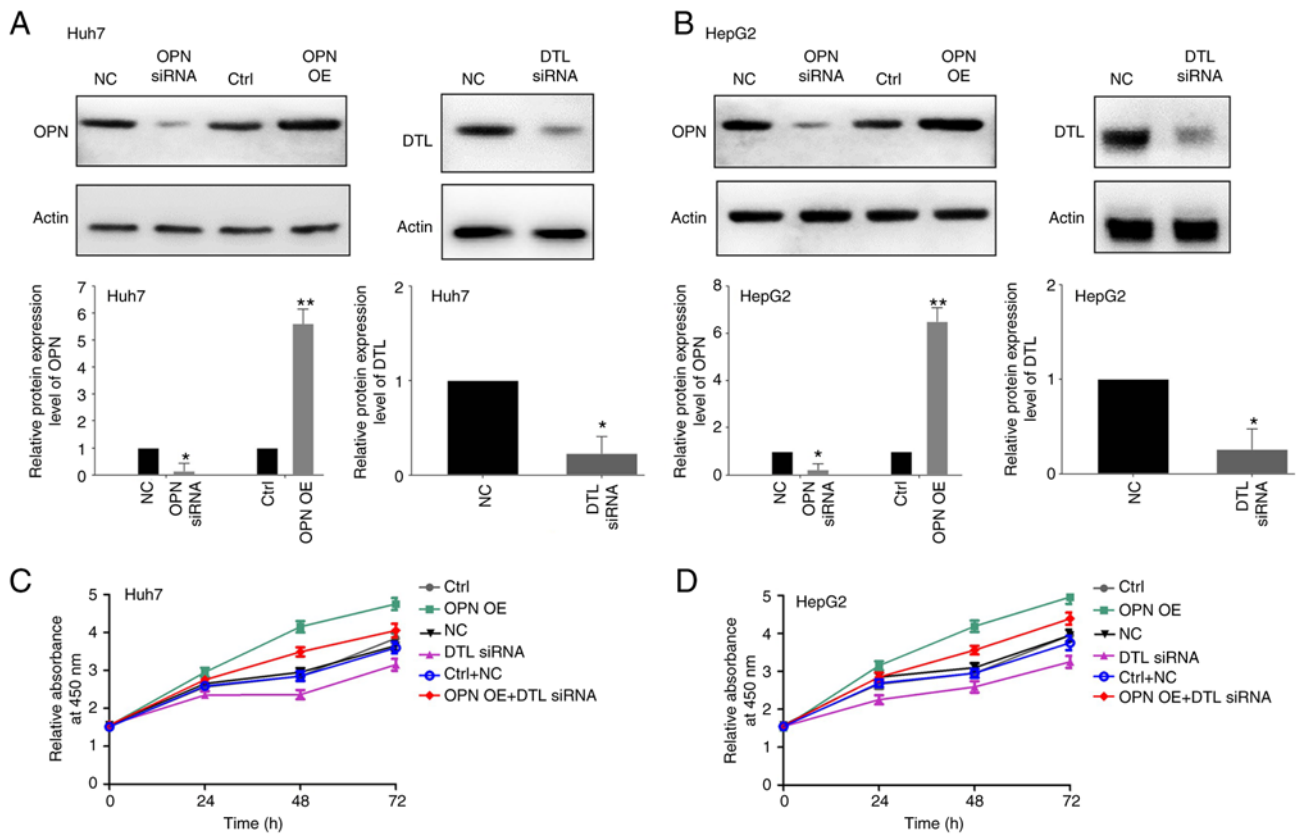 A
Huh7
NC
OPN
siRNA
Ctrl
OPN
OE
DTL
siRNA
OPN
DTL
Actin
Actin
Relative protein expression
level of OPN
7
6
5
4
3
2
1
0
Huh7
*
**
NC
OPN
siRNA
Ctrl
OPN OE
Relative protein expression
level of DTL
2
1
0
Huh7
*
NC
DTL
siRNA
B
HepG2
NC
OPN
siRNA
Ctrl
OPN
OE
DTL
siRNA
OPN
DTL
Actin
Actin
Relative protein expression
level of OPN
8
6
4
2
0
HepG2
*
**
NC
OPN
siRNA
Ctrl
OPN OE
Relative protein expression
level of DTL
2
1
0
HepG2
*
NC
DTL
siRNA
C
Huh7
Relative absorbance
at 450 nm
5
4
3
2
1
0
0 24 48 72
Time (h)
Ctrl
OPN OE
NC
DTL siRNA
Ctrl+NC
OPN OE+DTL siRNA
D
HepG2
Relative absorbance
at 450 nm
5
4
3
2
1
0
0 24 48 72
Time (h)
Ctrl
OPN OE
NC
DTL siRNA
Ctrl+NC
OPN OE+DTL siRNA